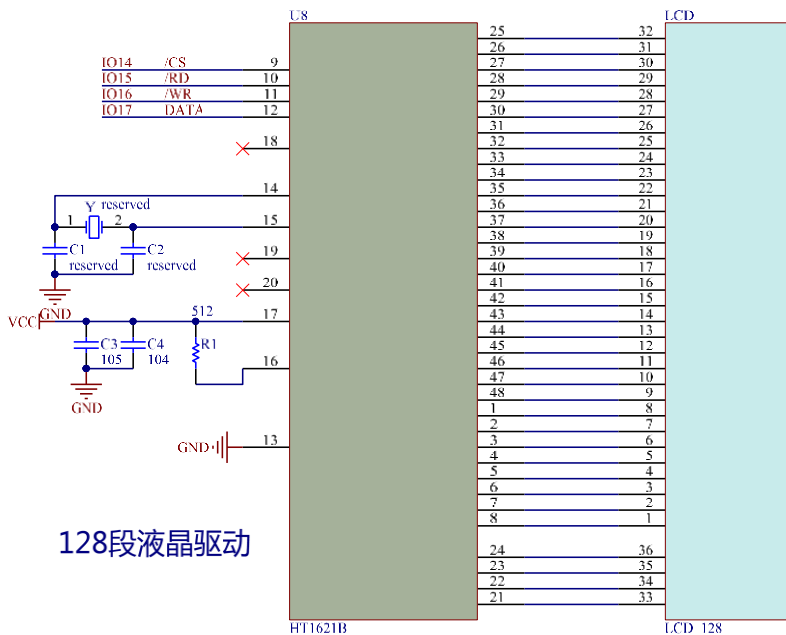 U8 LCD
25 32
26 31
IO14 /CS 9 27 30
IO15 /RD 10 28 29
IO16 /WR 11 29 28
IO17 DATA 12 30 27
31 26
18 32 25
33 24
34 23
14 35 22
Y reserved 36 21
1 2 15 37 20
38 19
C1 C2 19 39 18
reserved reserved 40 17
20 41 16
42 15
512
VCC GND 17 43 14
44 13
C3 C4 R1 45 12
105 104 16 46 11
47 10
48 9
GND 1 8
2 7
GND 13 3 6
4 5
5 4
6 3
7 2
8 1
128段液晶驱动
24 36
23 35
22 34
21 33
HT1621B LCD_128